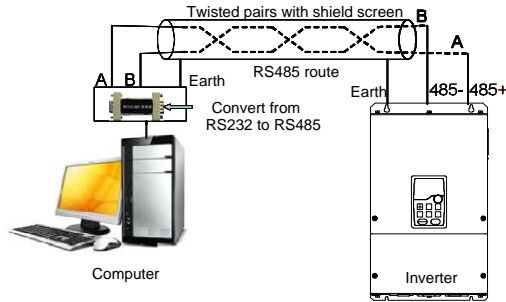 Twisted pairs with shield screen
B
A
A B
Earth
RS485 route
Earth
485- 485+
Convert from
RS232 to RS485
Computer
Inverter